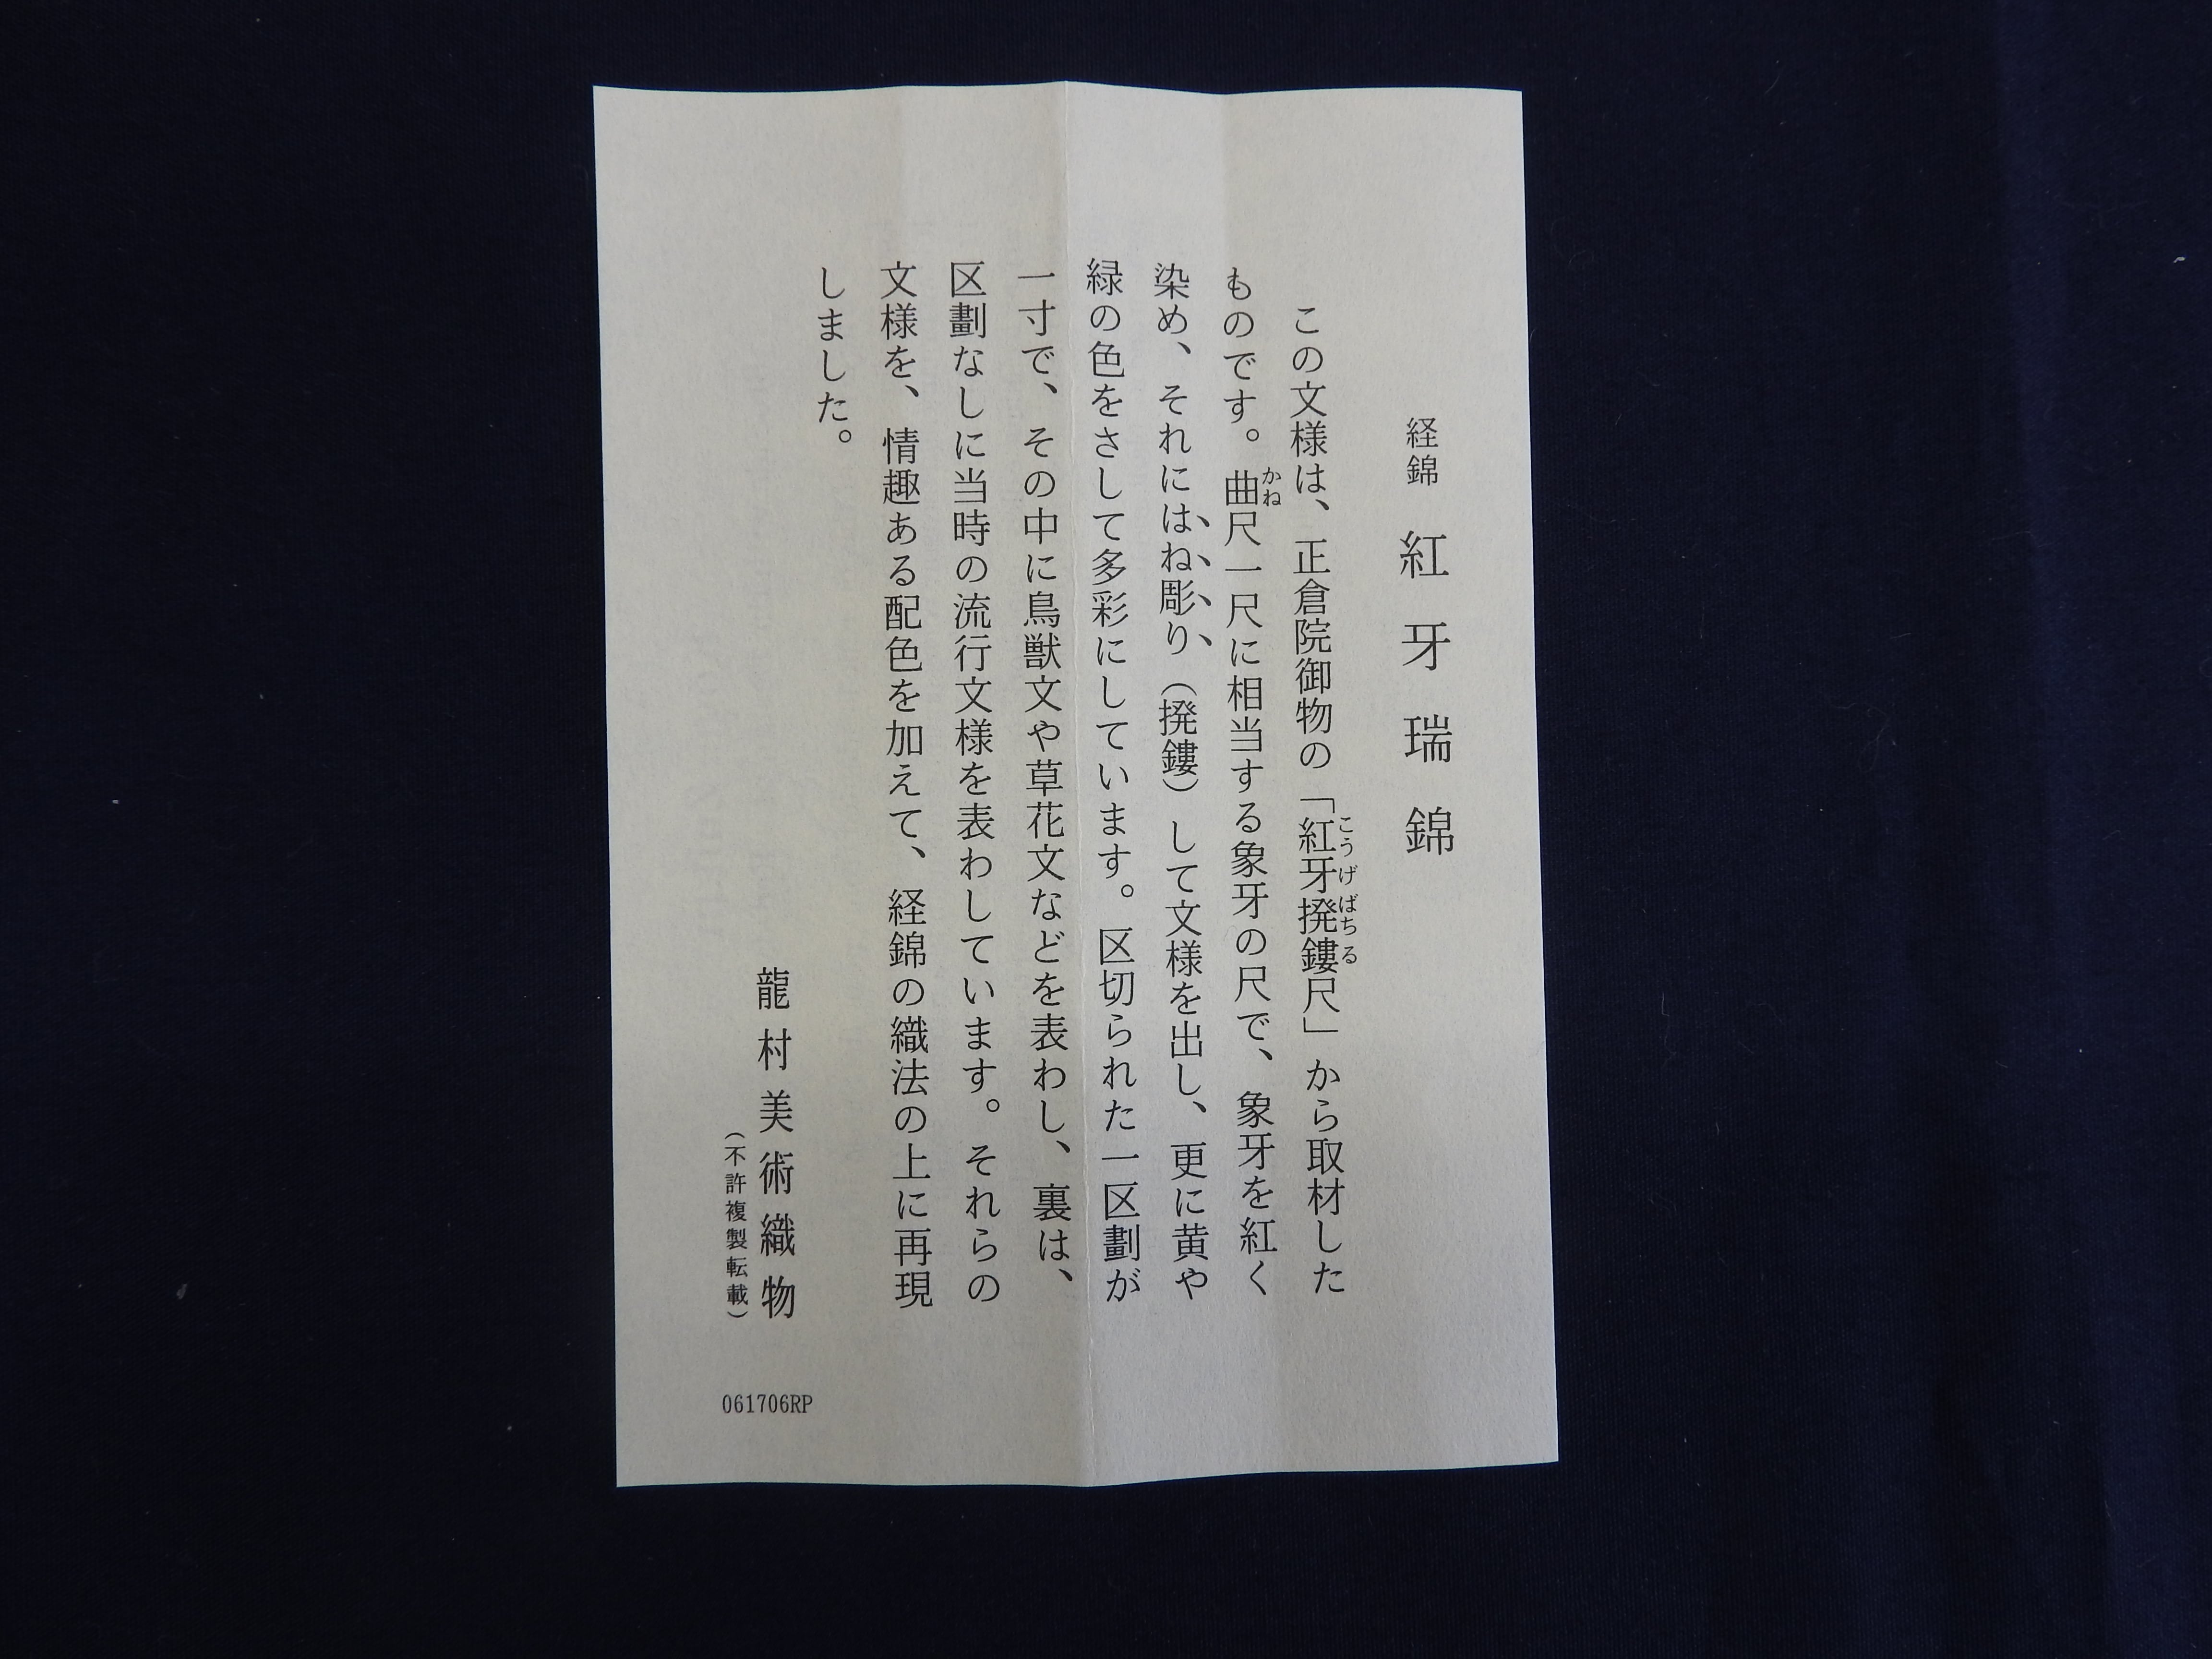 経錦 紅牙瑞錦
この文様は、正倉院御物の「紅牙撥鏤尺」から取材した
こうげばちる
ものです。曲尺一尺に相当する象牙の尺で、象牙を紅く
かね
染め、それにはね彫り（撥鏤）して文様を出し、更に黄や
緑の色をさして多彩にしています。区切られた一区劃が
一寸で、その中に鳥獣文や草花文などを表わし、裏は、
区劃なしに当時の流行文様を表わしています。それらの
文様を、情趣ある配色を加えて、経錦の織法の上に再現
しました。
龍村美術織物
（不許複製転載）
061706RP